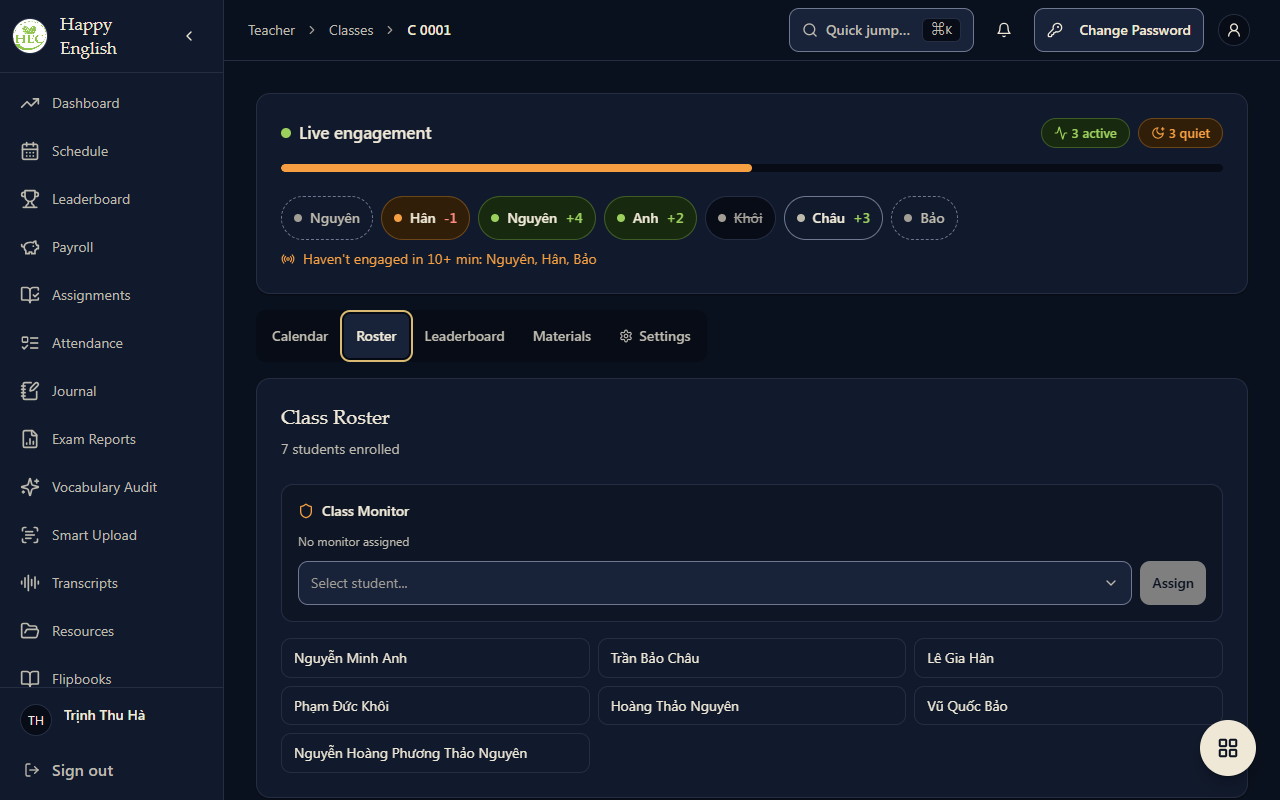 HEC
Happy
English
Teacher > Classes > C 0001
Quick jump... ⌘K
Change Password
Dashboard
Schedule
Leaderboard
Payroll
Assignments
Attendance
Journal
Exam Reports
Vocabulary Audit
Smart Upload
Transcripts
Resources
Flipbooks
TH Trịnh Thu Hà
Sign out
Live engagement
3 active
3 quiet
Nguyên
Hân -1
Nguyên +4
Anh +2
Khôi
Châu +3
Bảo
Haven't engaged in 10+ min: Nguyên, Hân, Bảo
Calendar Roster Leaderboard Materials Settings
Class Roster
7 students enrolled
Class Monitor
No monitor assigned
Select student...
Assign
Nguyễn Minh Anh
Trần Bảo Châu
Lê Gia Hân
Phạm Đức Khôi
Hoàng Thảo Nguyên
Vũ Quốc Bảo
Nguyễn Hoàng Phương Thảo Nguyên